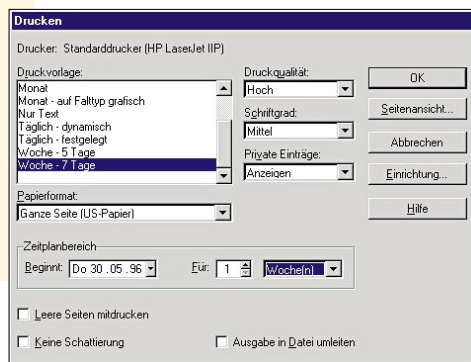 Drucken
Drucker: Standarddrucker (HP LaserJet IIP)
Druckvorlage:
Monat
Monat - auf Falttyp grafisch
Nur Text
Täglich - dynamisch
Täglich - festgelegt
Woche - 5 Tage
Woche - 7 Tage
Papierformat:
Ganze Seite (US-Papier)
Druckqualität:
Hoch
Schriftgrad:
Mittel
Private Einträge:
Anzeigen
OK
Seitenansicht...
Abbrechen
Einrichtung...
Hilfe
Zeitplanbereich
Beginnt: Do 30 .05 .96 Für: 1 Woche(n)
Leere Seiten mitdrucken
Keine Schattierung Ausgabe in Datei umleiten